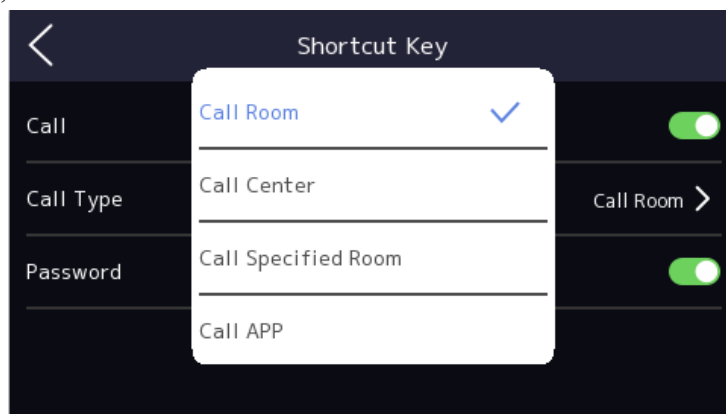 Shortcut Key
Call
Call Type
Call Room
Password
Call Room
Call Center
Call Specified Room
Call APP